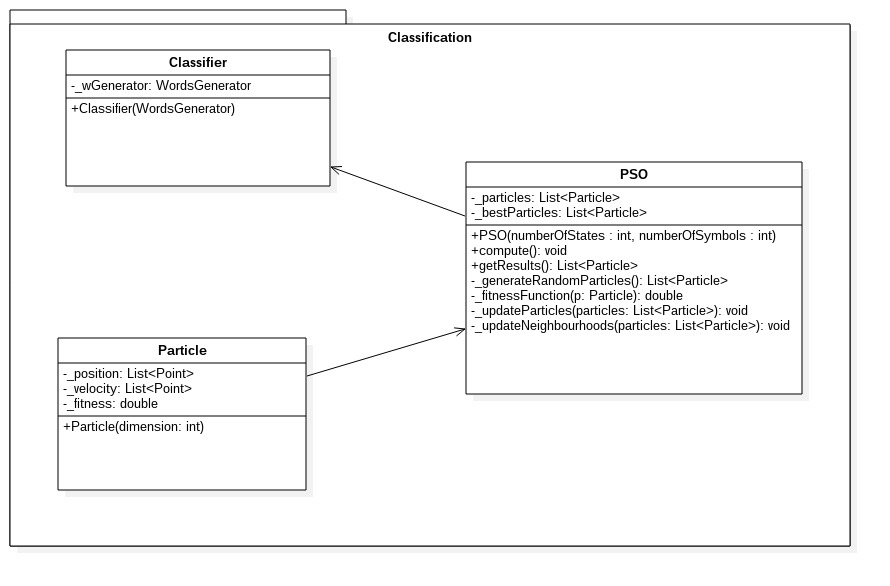 Classification
Classifier
-_wGenerator: WordsGenerator
+Classifier(WordsGenerator)
PSO
-_particles: List<Particle>
-_bestParticles: List<Particle>
+PSO(numberOfStates : int, numberOfSymbols : int)
+compute(): void
+getResults(): List<Particle>
-_generateRandomParticles(): List<Particle>
-_fitnessFunction(p: Particle): double
-_updateParticles(particles: List<Particle>): void
-_updateNeighbourhoods(particles: List<Particle>): void
Particle
-_position: List<Point>
-_velocity: List<Point>
-_fitness: double
+Particle(dimension: int)